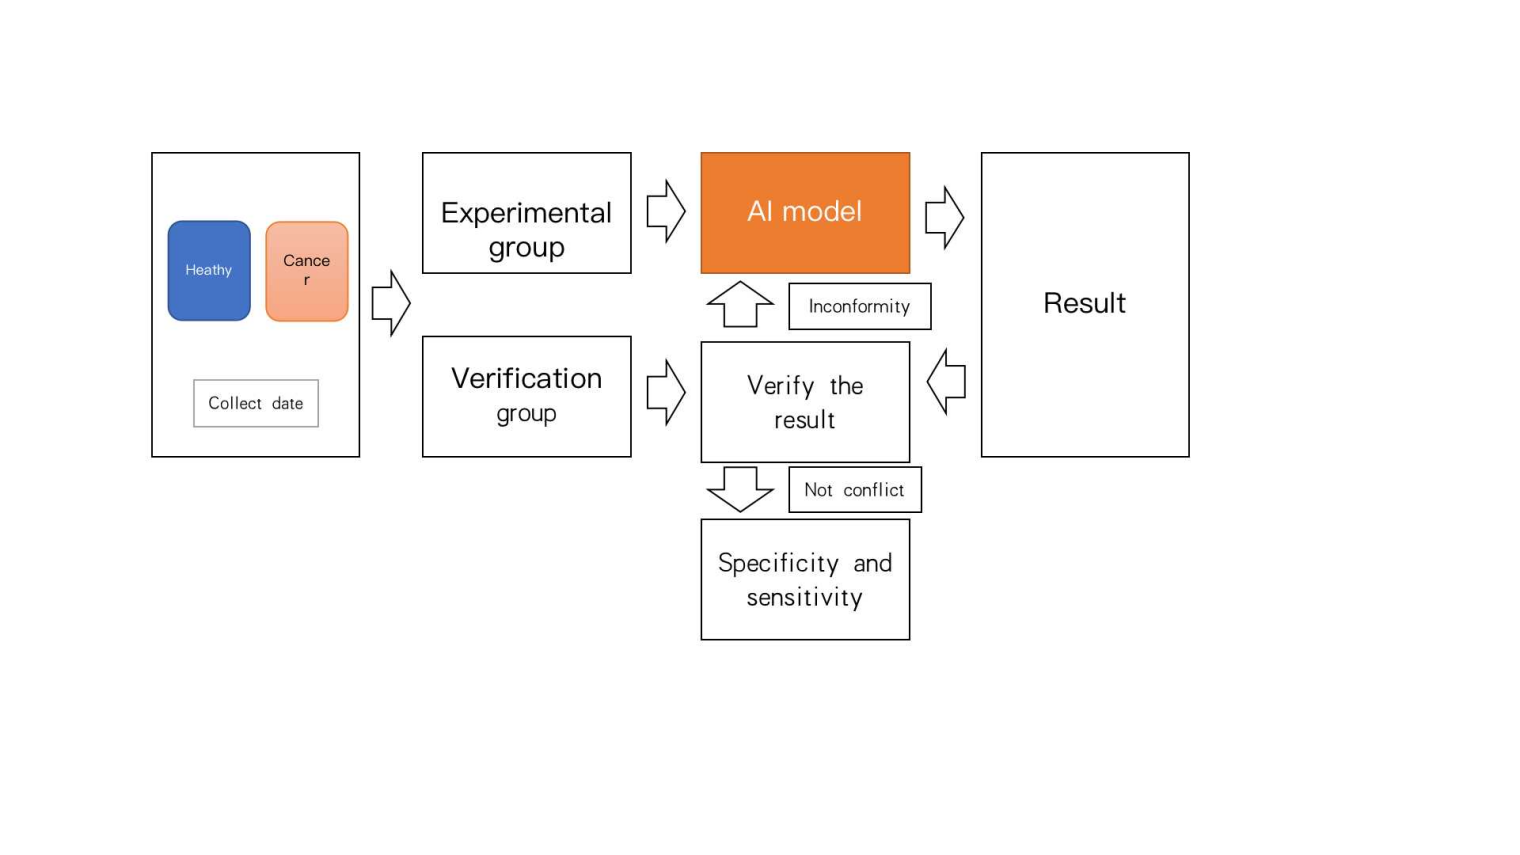 Heathy
Cance
r
Collect date
Experimental
group
Verification
group
AI model
Inconformity
Verify the
result
Not conflict
Specificity and
sensitivity
Result